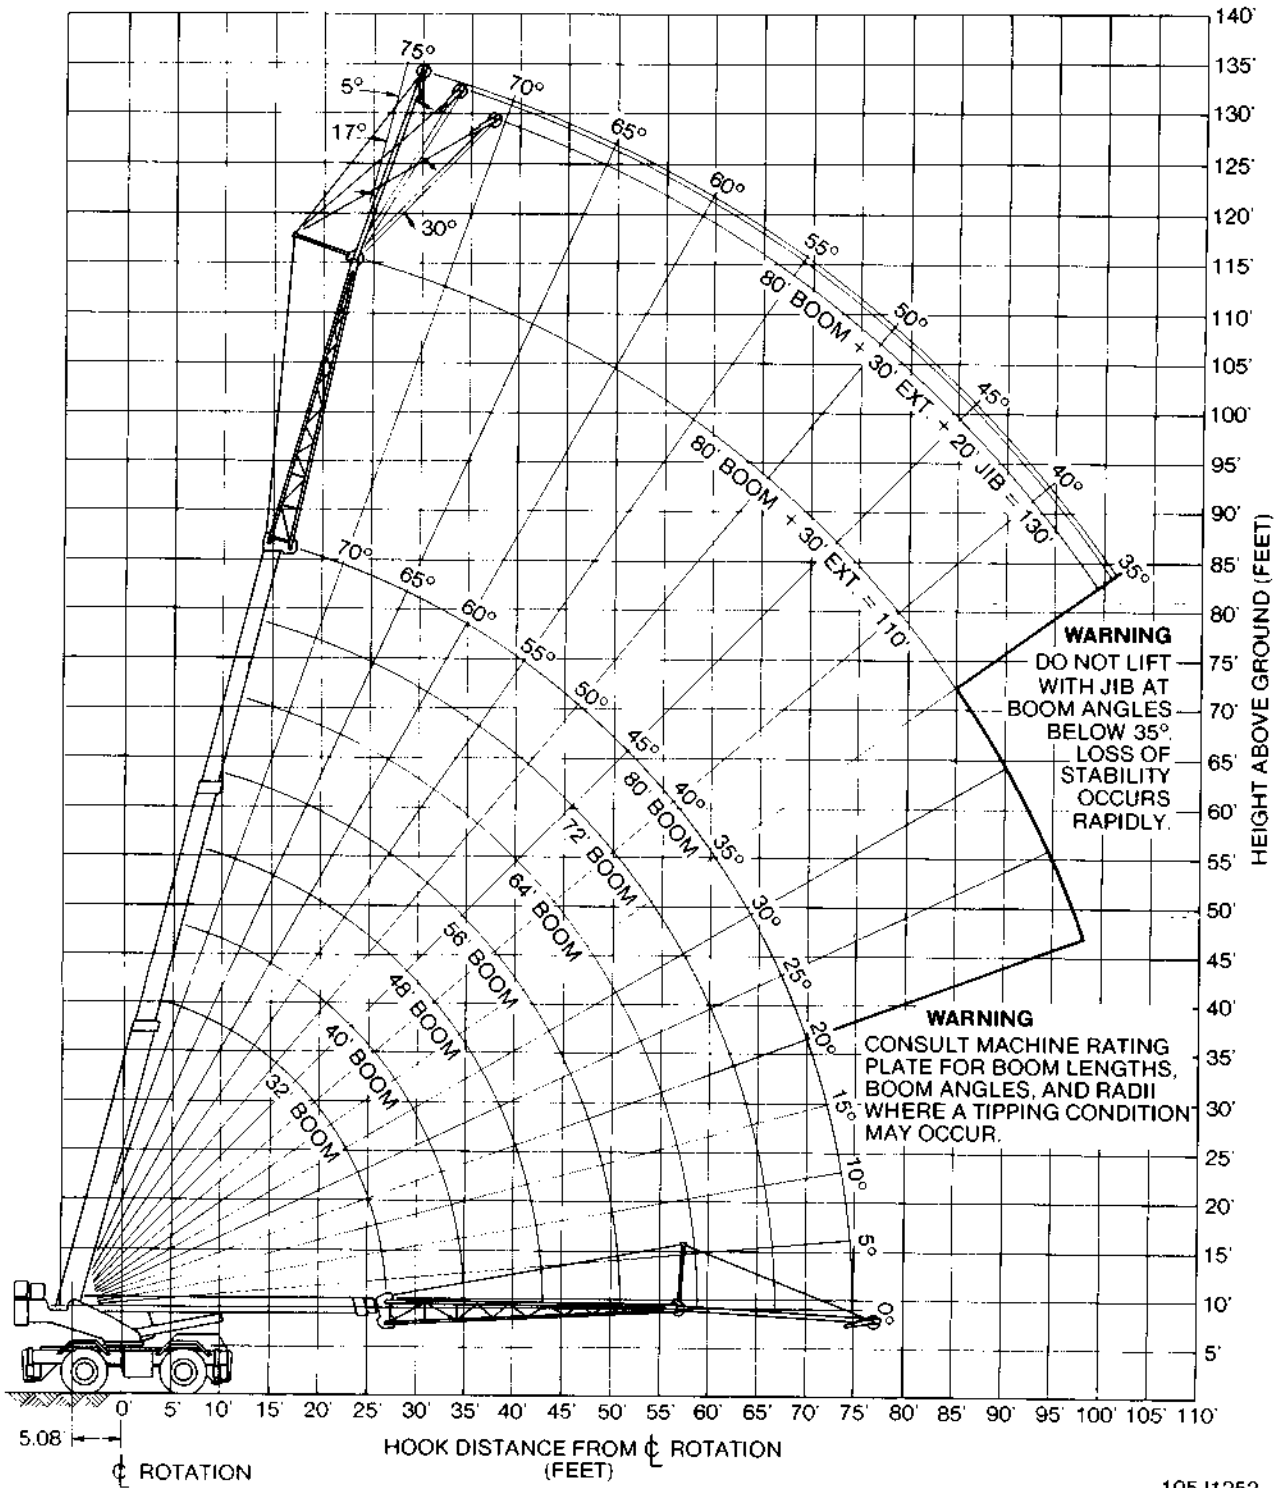 140'
75°
135'
5°
70°
130'
17°
65°
125'
30°
60°
120'
55°
115'
80' BOOM + 30' EXT. + 20' JIB = 130'
50°
110'
105'
45°
100'
80' BOOM + 30' EXT. = 110'
95'
40°
90'
35°
85'
80'
HEIGHT ABOVE GROUND (FEET)
WARNING
DO NOT LIFT
WITH JIB AT
BOOM ANGLES
BELOW 35°.
LOSS OF
STABILITY
OCCURS
RAPIDLY.
75'
70'
65'
60'
55'
50'
45'
40'
35'
30'
25'
20'
15'
10'
5'
70°
65°
60°
55°
50°
45°
40°
35°
30°
25°
20°
15°
10°
5°
0°
80' BOOM
72' BOOM
64' BOOM
56' BOOM
48' BOOM
40' BOOM
32' BOOM
WARNING
CONSULT MACHINE RATING
PLATE FOR BOOM LENGTHS,
BOOM ANGLES, AND RADII
WHERE A TIPPING CONDITION
MAY OCCUR.
0' 5' 10' 15' 20' 25' 30' 35' 40' 45' 50' 55' 60' 65' 70' 75' 80' 85' 90' 95' 100' 105' 110'
5.08'
HOOK DISTANCE FROM ℄ ROTATION
(FEET)
℄ ROTATION